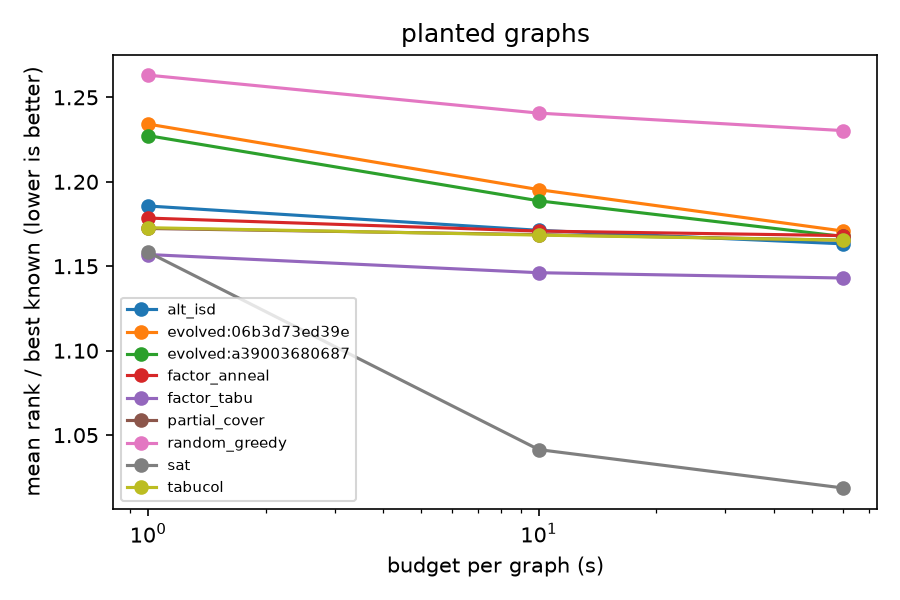 planted graphs
mean rank / best known (lower is better)
1.25
1.20
1.15
1.10
1.05
alt_isd
evolved:06b3d73ed39e
evolved:a39003680687
factor_anneal
factor_tabu
partial_cover
random_greedy
sat
tabucol
10⁰ 10¹
budget per graph (s)